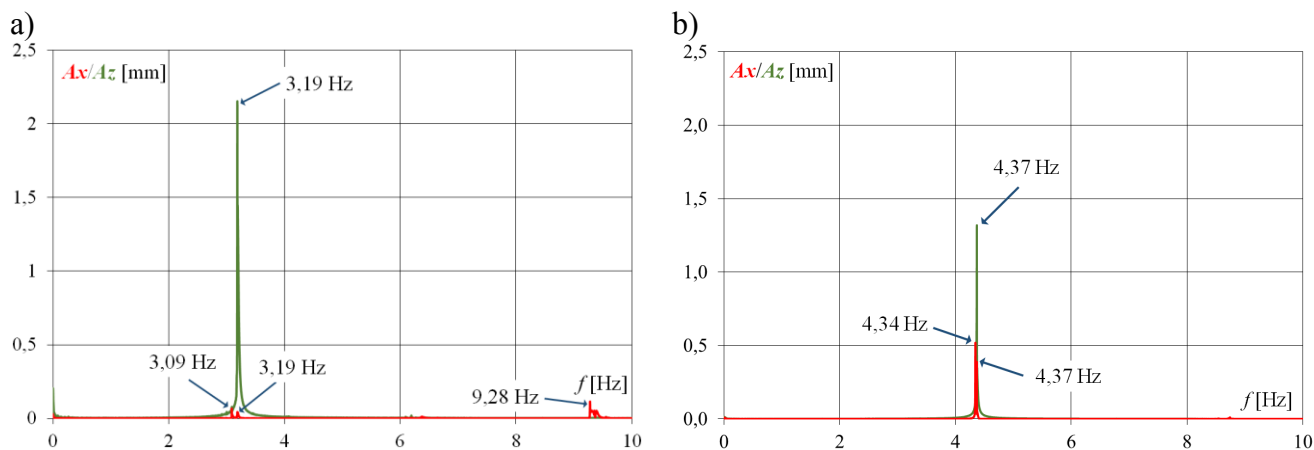 a)
2,5
2
1,5
1
0,5
0
Ax/Az [mm]
3,19 Hz
3,09 Hz
3,19 Hz
9,28 Hz
f [Hz]
0 2 4 6 8 10
b)
2,5
2,0
1,5
1,0
0,5
0,0
Ax/Az [mm]
4,37 Hz
4,34 Hz
4,37 Hz
f [Hz]
0 2 4 6 8 10